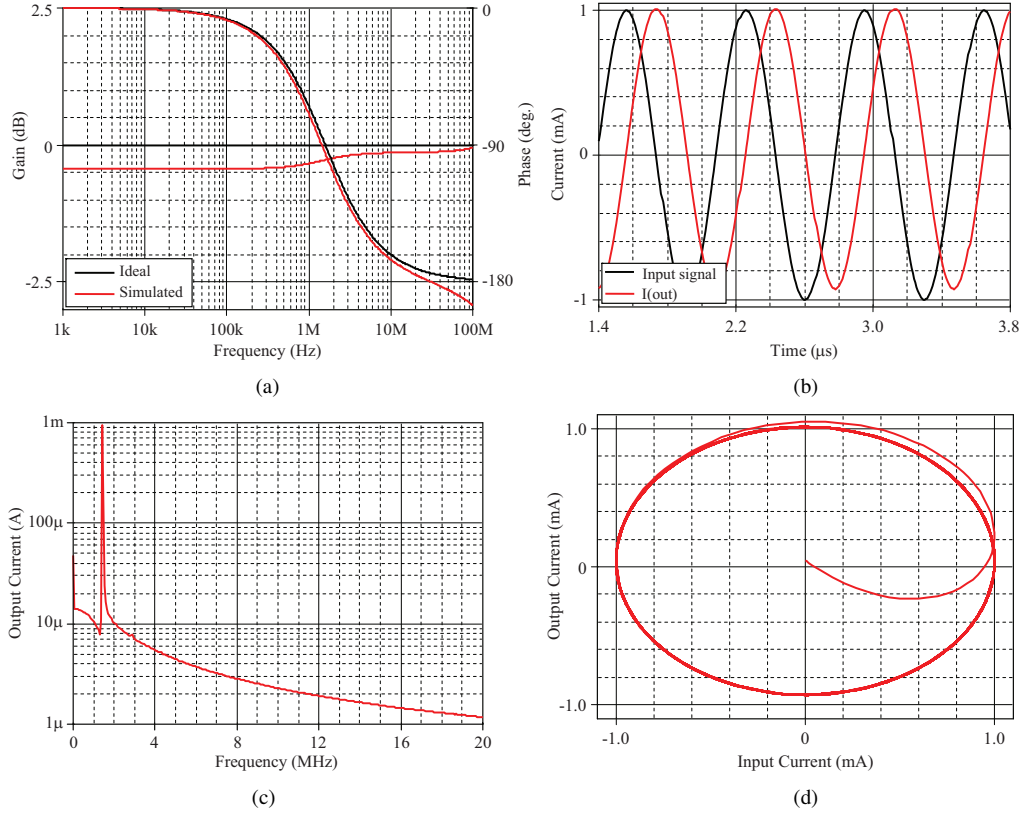 2.5
0
-2.5
Gain (dB)
0
-90
-180
Phase (deg.)
Ideal
Simulated
1k
10k
100k
1M
10M
100M
Frequency (Hz)
(a)
1
0
-1
Current (mA)
Input signal
I(out)
1.4
2.2
3.0
3.8
Time (μs)
(b)
1m
100μ
10μ
1μ
Output Current (A)
0
4
8
12
16
20
Frequency (MHz)
(c)
1.0
0
-1.0
Output Current (mA)
-1.0
0
1.0
Input Current (mA)
(d)